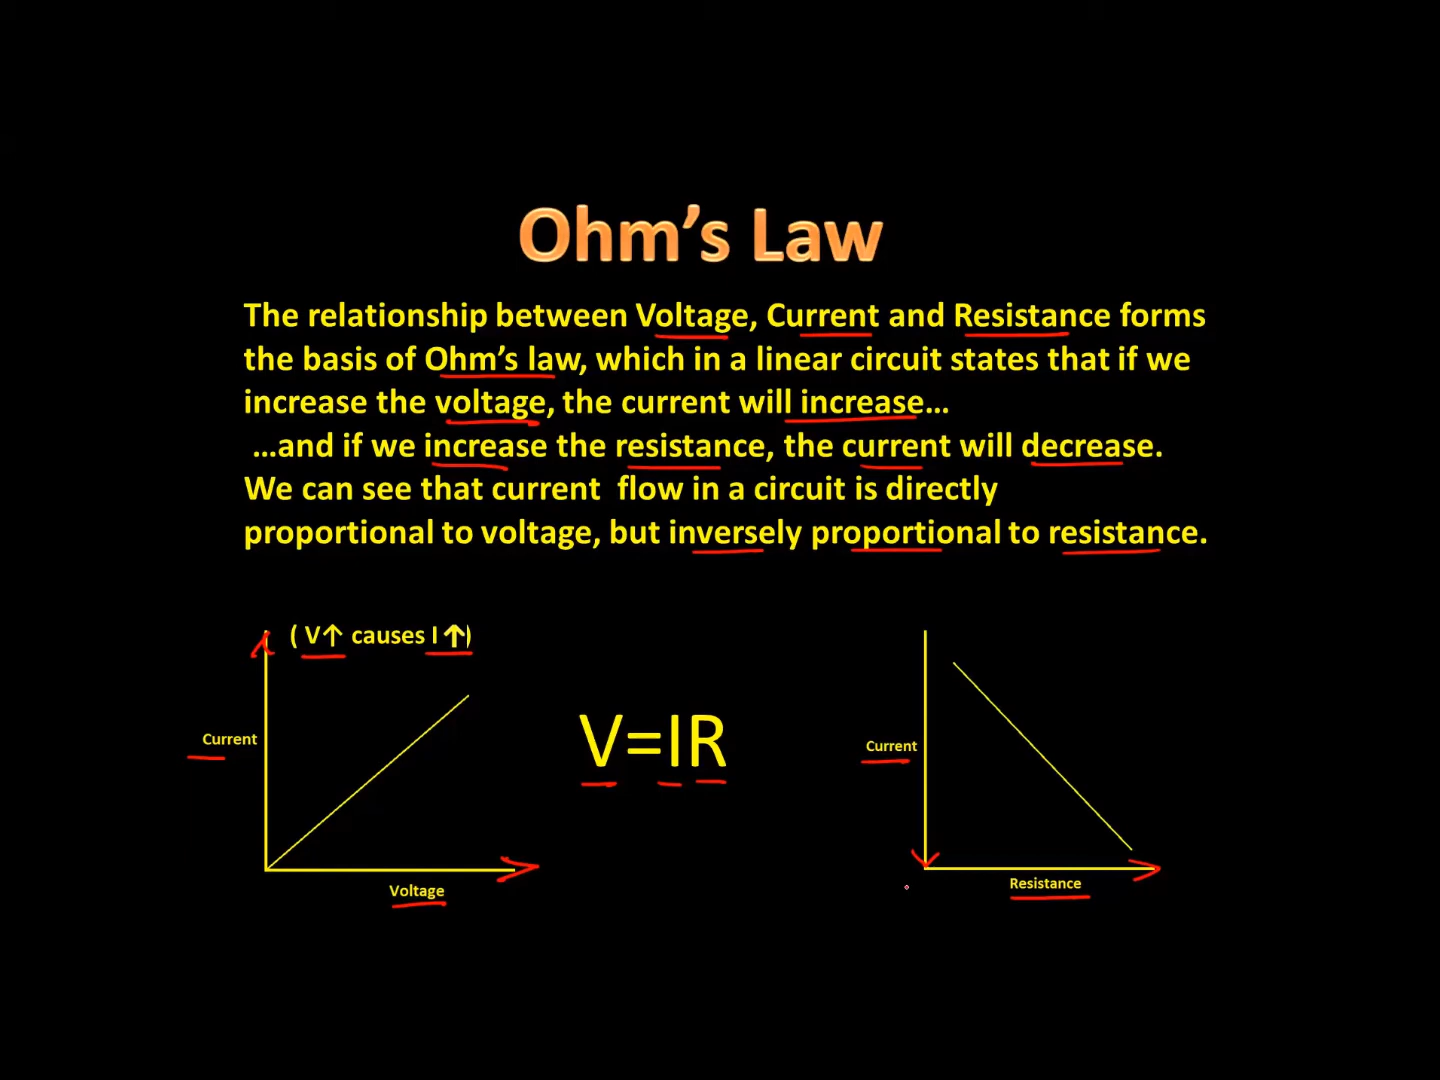 Ohm’s Law
The relationship between Voltage, Current and Resistance forms
the basis of Ohm’s law, which in a linear circuit states that if we
increase the voltage, the current will increase…
…and if we increase the resistance, the current will decrease.
We can see that current  flow in a circuit is directly
proportional to voltage, but inversely proportional to resistance.
( V↑ causes I ↑)
Current
Voltage
V=IR
Current
Resistance